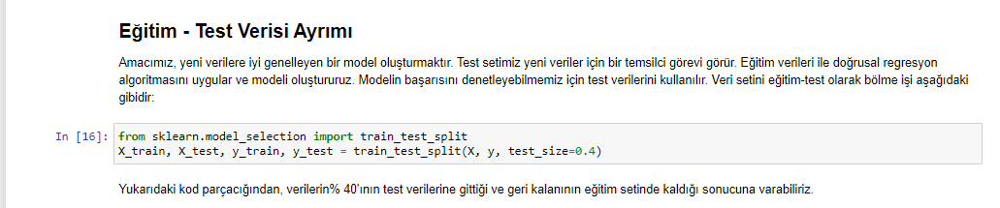 Eğitim - Test Verisi Ayrımı
Amacımız, yeni verilere iyi genelleyen bir model oluşturmaktır. Test setimiz yeni veriler için bir temsilci görevi görür. Eğitim verileri ile doğrusal regresyon
algoritmasını uygular ve modeli oluştururuz. Modelin başarısını denetleyebilmemiz için test verilerini kullanılır. Veri setini eğitim-test olarak bölme işi aşağıdaki
gibidir:
In [16]: from sklearn.model_selection import train_test_split
X_train, X_test, y_train, y_test = train_test_split(X, y, test_size=0.4)
Yukarıdaki kod parçacığından, verilerin% 40'ının test verilerine gittiği ve geri kalanının eğitim setinde kaldığı sonucuna varabiliriz.